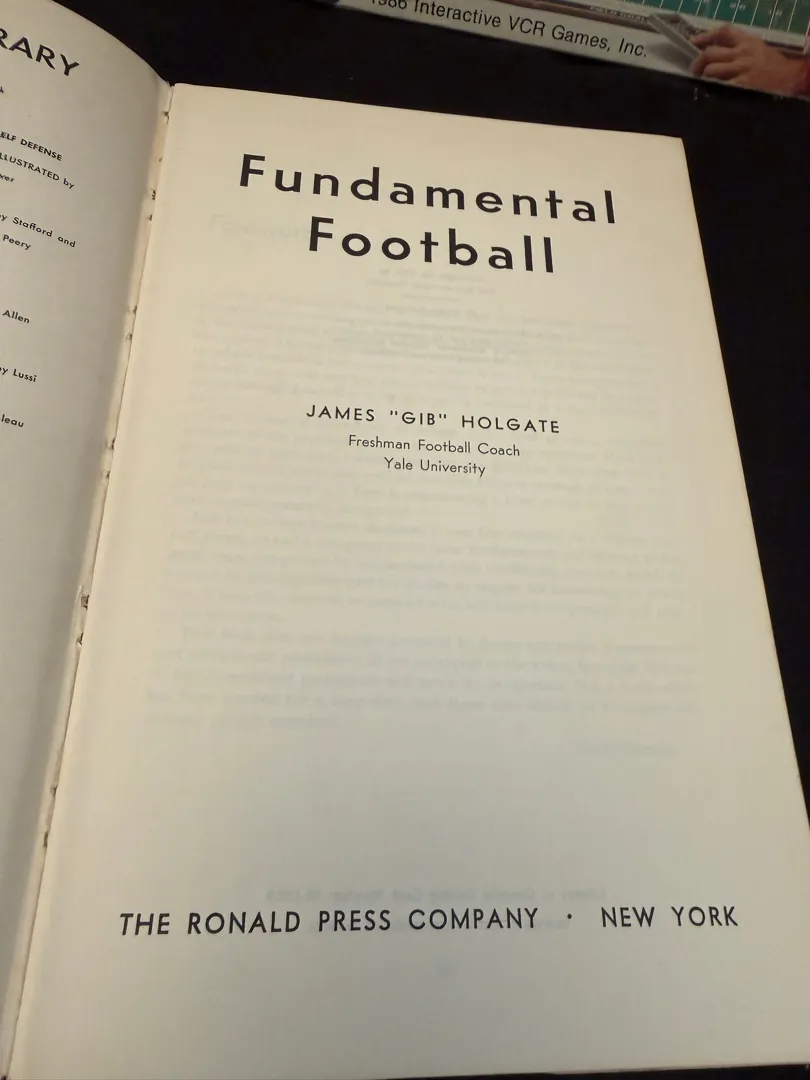 1986 Interactive VCR Games, Inc.
RARY
ELF DEFENSE
LLUSTRATED by
y Stafford and
Peery
Allen
y Lussi
leau
Fundamental
Football
JAMES "GIB" HOLGATE
Freshman Football Coach
Yale University
THE RONALD PRESS COMPANY · NEW YORK